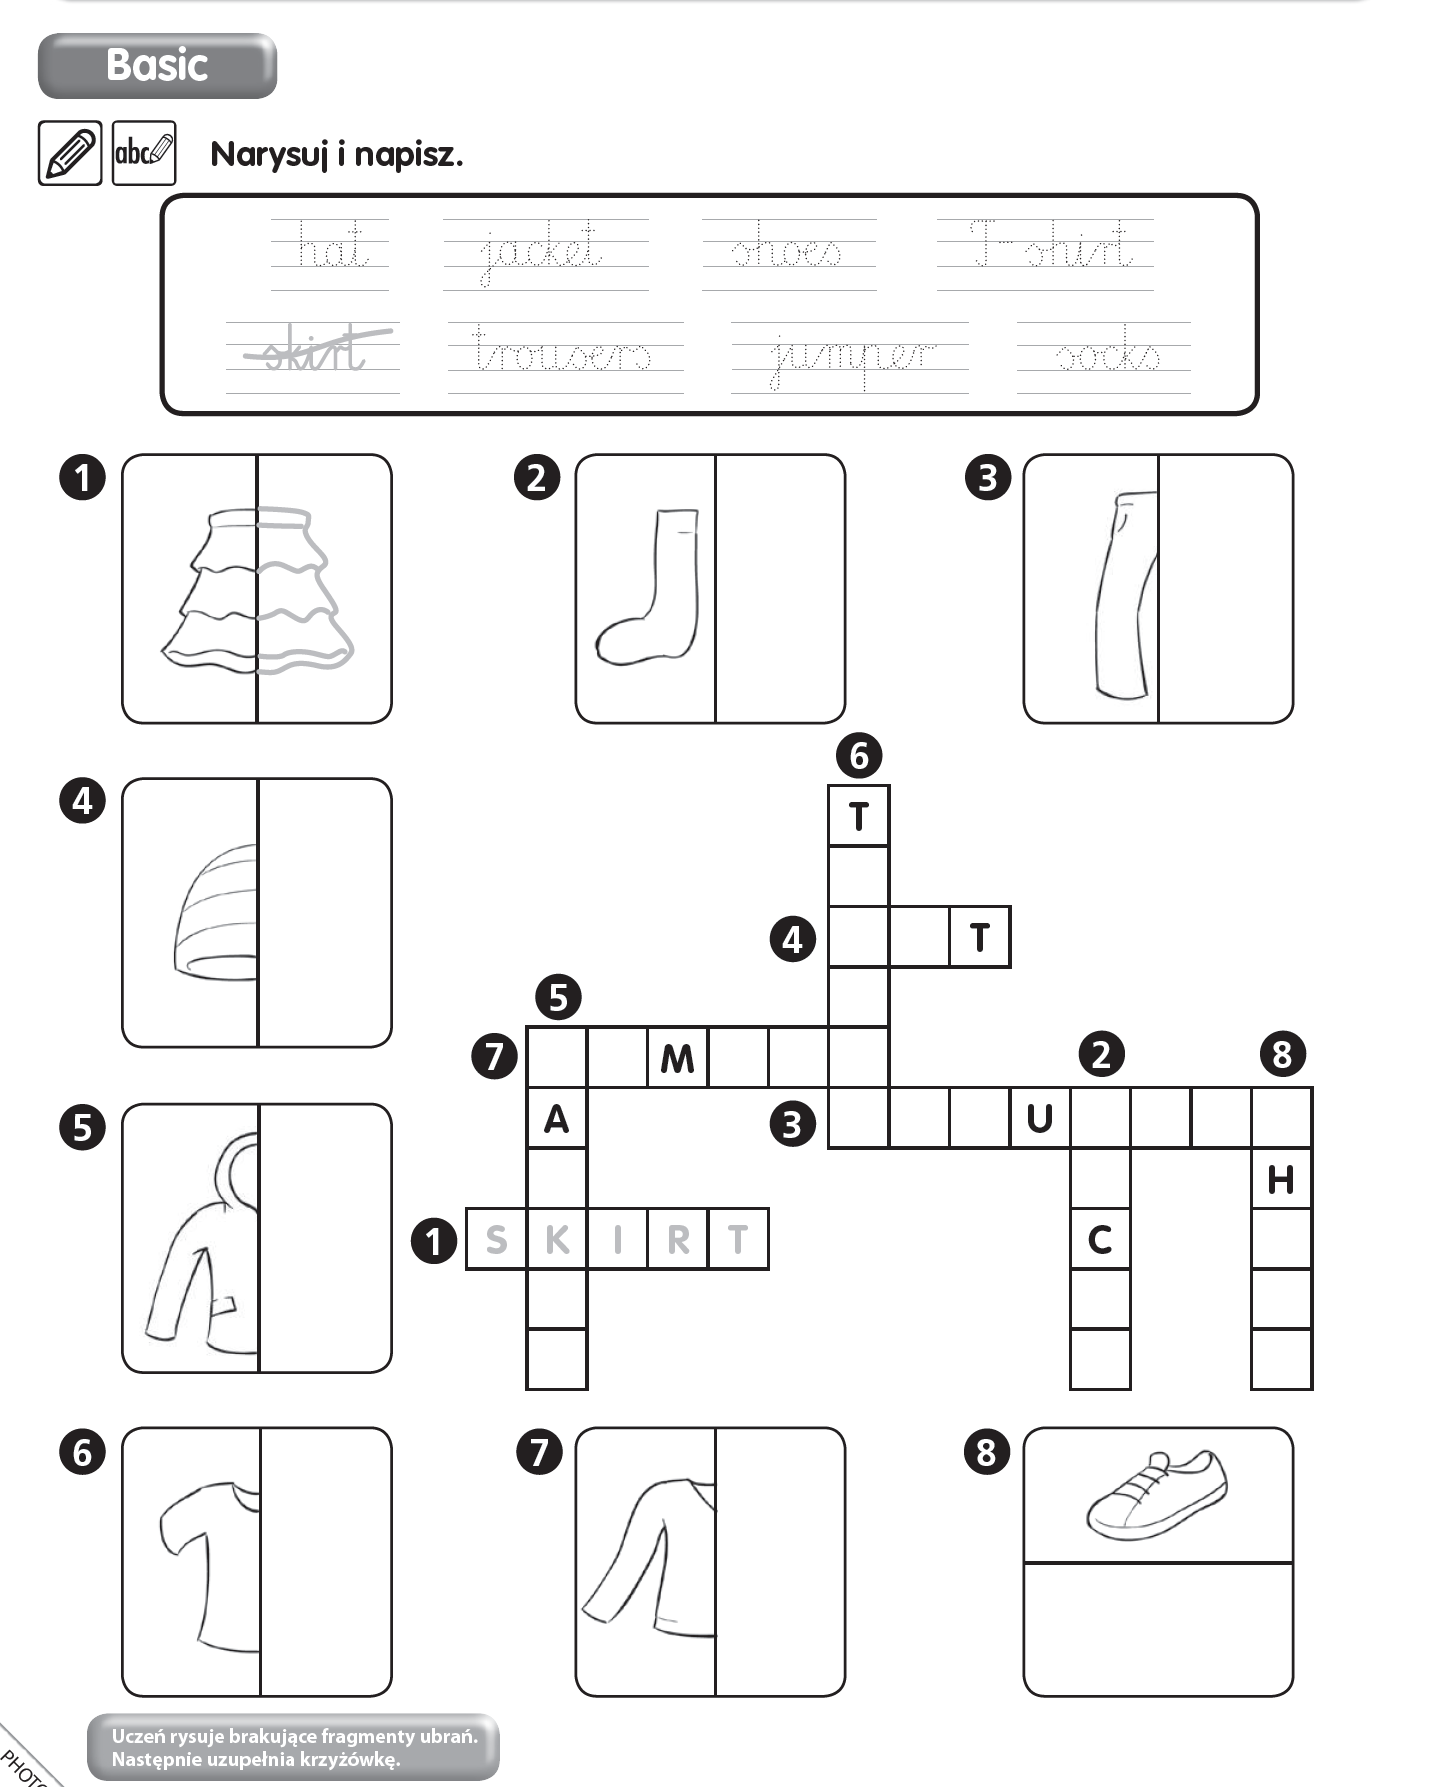 Basic
abc
Narysuj i napisz.
hat jacket shoes T-shirt
skirt trousers jumper socks
1 2 3
6
4
T
4 T
5
7 M 2 8
5
A 3 U
H
1 S K I R T C
6 7 8
Uczeń rysuje brakujące fragmenty ubrań.
Następnie uzupełnia krzyżówkę.